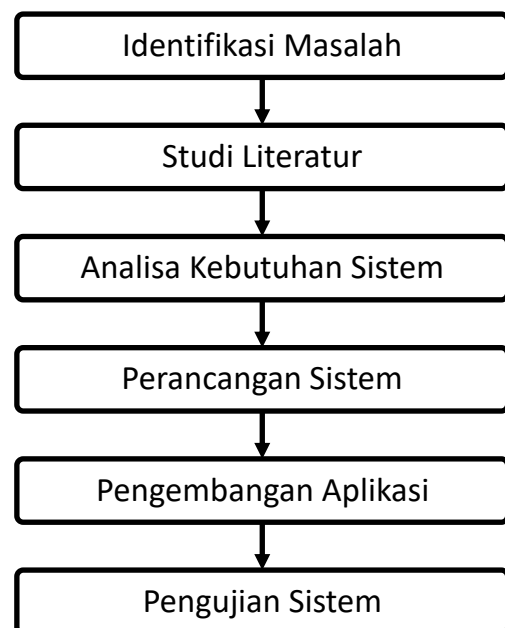 Identifikasi Masalah
Studi Literatur
Analisa Kebutuhan Sistem
Perancangan Sistem
Pengembangan Aplikasi
Pengujian Sistem